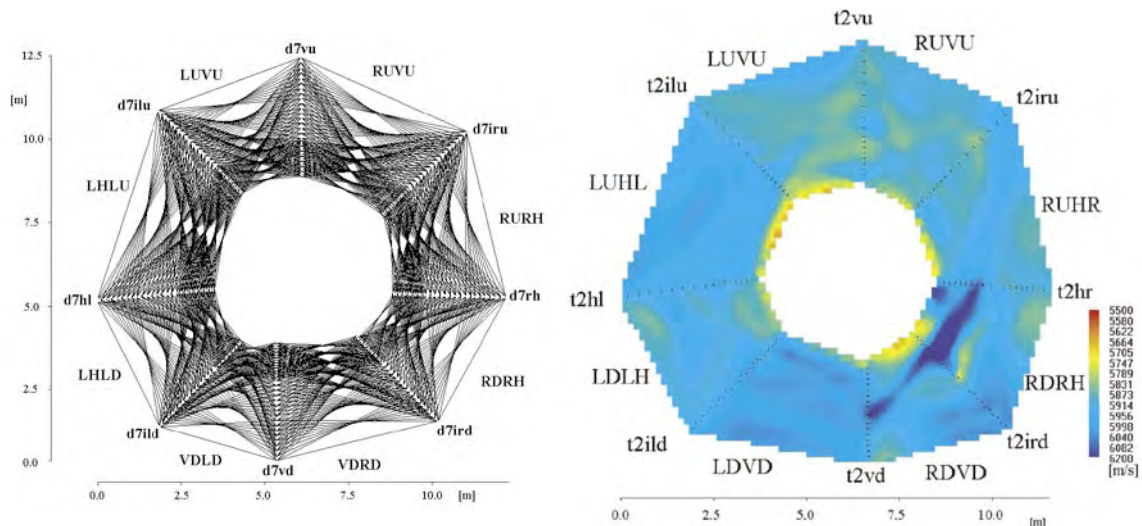 12.5
[m]
10.0
7.5
5.0
2.5
0.0
0.0
2.5
5.0
7.5
10.0
[m]
d7vu
LUVU
RUVU
d7ilu
d7iru
LHLU
RURH
d7hl
d7rh
LHLD
RDRH
d7ild
d7ird
VDLD
d7vd
VDRD
t2vu
LUVU
RUVU
t2ilu
t2iru
LUHL
RUHR
t2hl
t2hr
LDLH
RDRH
t2ild
t2ird
LDVD
t2vd
RDVD
5500
5580
5622
5664
5705
5747
5789
5831
5873
5914
5956
5998
6040
6082
6200
[m/s]
0.0
2.5
5.0
7.5
10.0
[m]